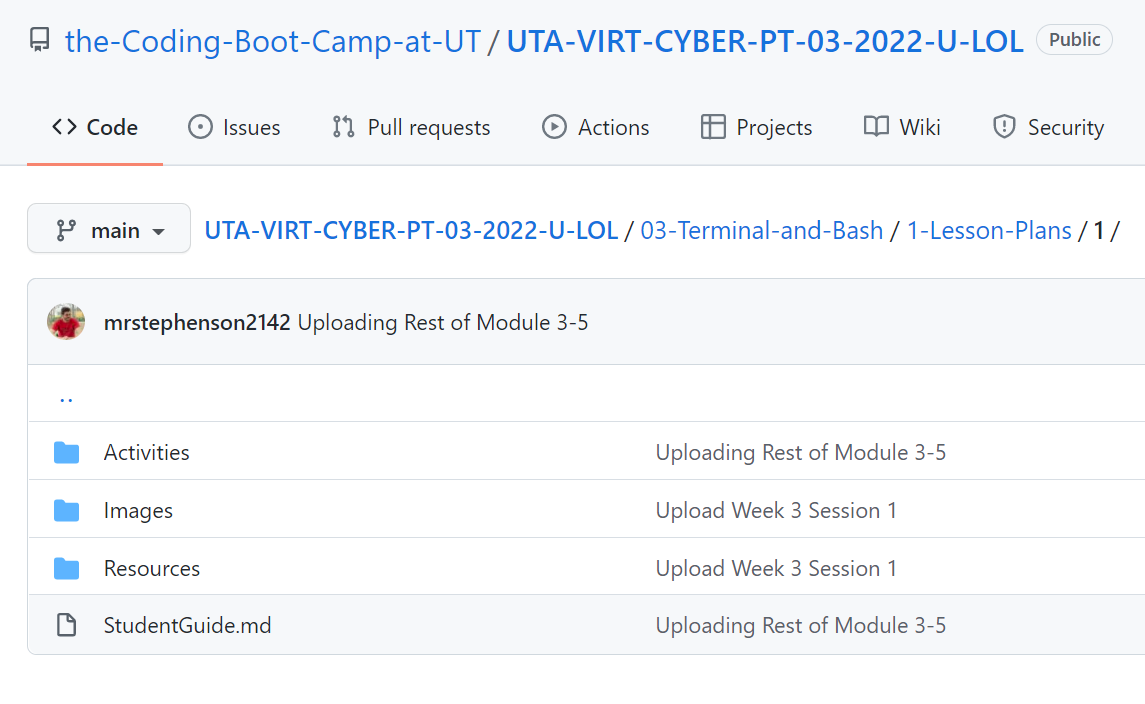 the-Coding-Boot-Camp-at-UT / UTA-VIRT-CYBER-PT-03-2022-U-LOL Public
Code Issues Pull requests Actions Projects Wiki Security
main UTA-VIRT-CYBER-PT-03-2022-U-LOL / 03-Terminal-and-Bash / 1-Lesson-Plans / 1 /
mrstephenson2142 Uploading Rest of Module 3-5
..
Activities Uploading Rest of Module 3-5
Images Upload Week 3 Session 1
Resources Upload Week 3 Session 1
StudentGuide.md Uploading Rest of Module 3-5